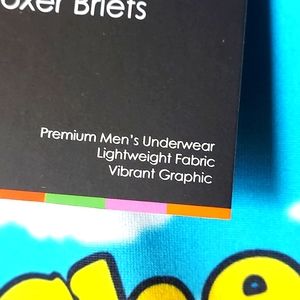 oxer Briefs
Premium Men's Underwear
Lightweight Fabric
Vibrant Graphic